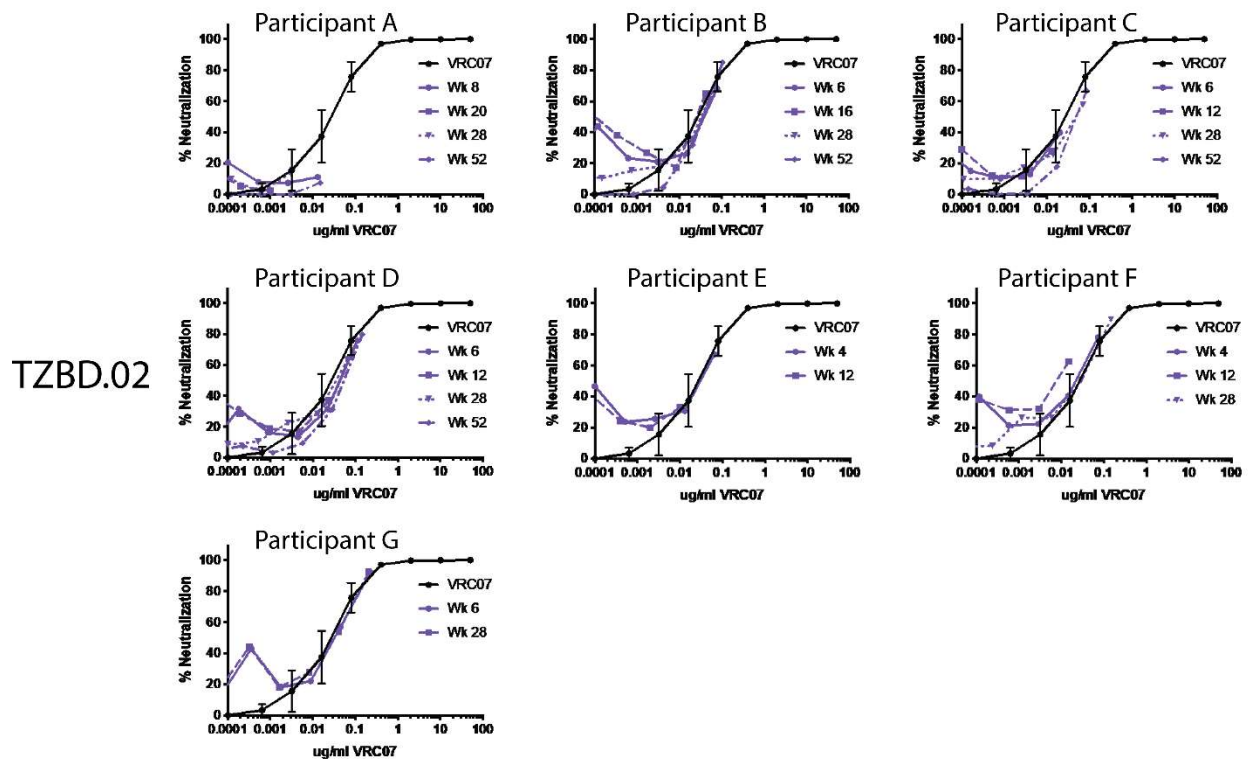 Participant A
% Neutralization
100
80
60
40
20
0
VRC07
Wk 8
Wk 20
Wk 28
Wk 52
0.0001 0.001 0.01 0.1 1 10 100
ug/ml VRC07
Participant B
% Neutralization
100
80
60
40
20
0
VRC07
Wk 6
Wk 16
Wk 28
Wk 52
0.0001 0.001 0.01 0.1 1 10 100
ug/ml VRC07
Participant C
% Neutralization
100
80
60
40
20
0
VRC07
Wk 6
Wk 12
Wk 28
Wk 52
0.0001 0.001 0.01 0.1 1 10 100
ug/ml VRC07
TZBD.02
Participant D
% Neutralization
100
80
60
40
20
0
VRC07
Wk 6
Wk 12
Wk 28
Wk 52
0.0001 0.001 0.01 0.1 1 10 100
ug/ml VRC07
Participant E
% Neutralization
100
80
60
40
20
0
VRC07
Wk 4
Wk 12
0.0001 0.001 0.01 0.1 1 10 100
ug/ml VRC07
Participant F
% Neutralization
100
80
60
40
20
0
VRC07
Wk 4
Wk 12
Wk 28
0.0001 0.001 0.01 0.1 1 10 100
ug/ml VRC07
Participant G
% Neutralization
100
80
60
40
20
0
VRC07
Wk 6
Wk 28
0.0001 0.001 0.01 0.1 1 10 100
ug/ml VRC07